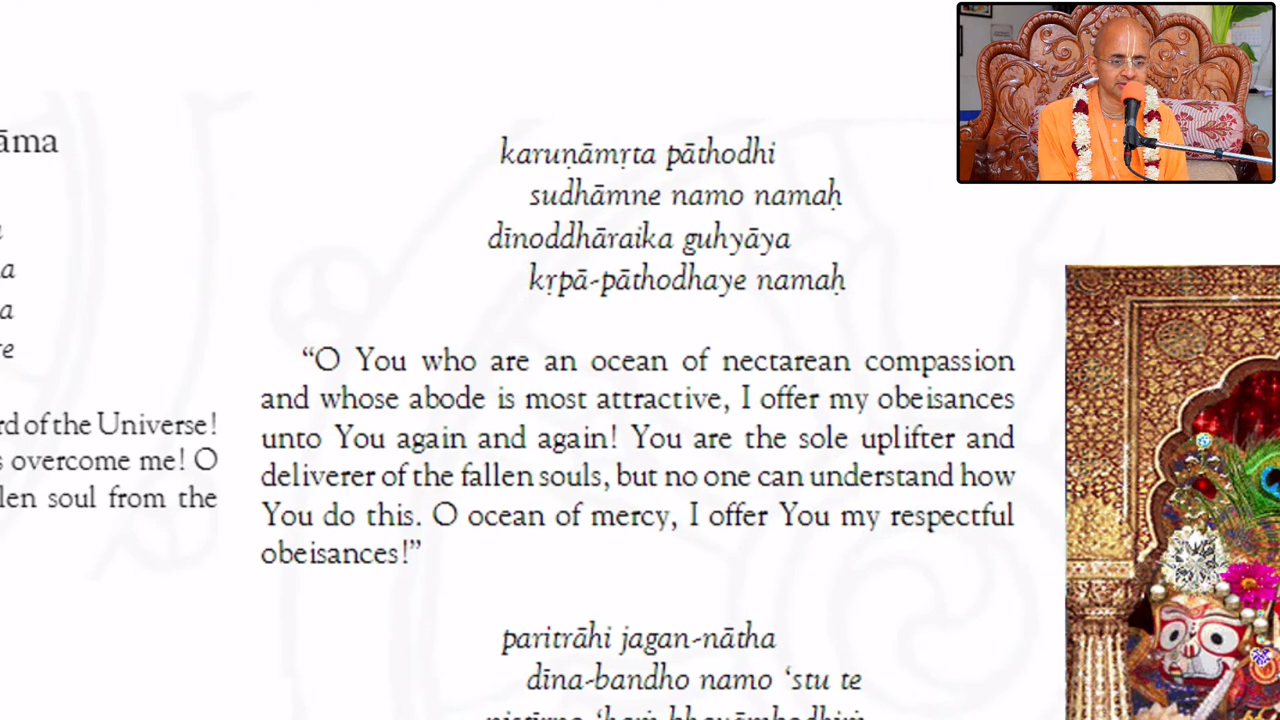 āma
a
a
re
rd of the Universe!
s overcome me! O
llen soul from the
karuṇāmṛta pāthodhi
sudhāmne namo namaḥ
dīnoddhāraika guhyāya
kṛpā-pāthodhaye namaḥ
“O You who are an ocean of nectarean compassion
and whose abode is most attractive, I offer my obeisances
unto You again and again! You are the sole uplifter and
deliverer of the fallen souls, but no one can understand how
You do this. O ocean of mercy, I offer You my respectful
obeisances!”
paritrāhi jagan-nātha
dīna-bandho namo ‘stu te